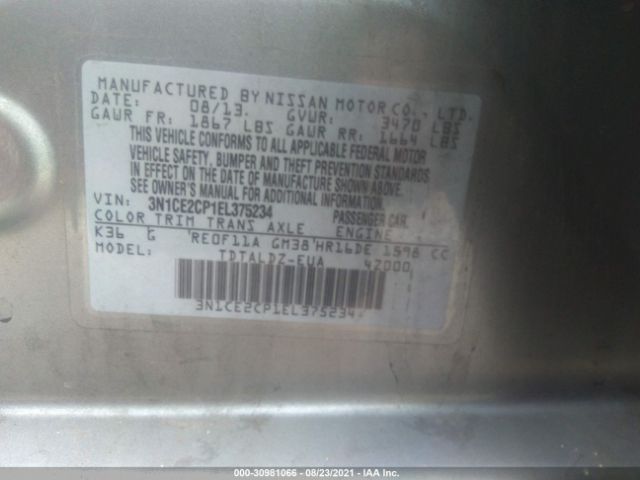 MANUFACTURED BY NISSAN MOTOR CO., LTD.
DATE: 08/13. GVWR: 3470 LBS
GAWR FR: 1867 LBS GAWR RR: 1664 LBS
THIS VEHICLE CONFORMS TO ALL APPLICABLE FEDERAL MOTOR
VEHICLE SAFETY, BUMPER AND THEFT PREVENTION STANDARDS
IN EFFECT ON THE DATE OF MANUFACTURE SHOWN ABOVE.
SEE OWNER'S MANUAL FOR ADDITIONAL INFORMATION.
VIN: 3N1CE2CP1EL375234 PASSENGER CAR
COLOR TRIM TRANS AXLE ENGINE
K36 G RE0F11A GM38 HR16DE 1598 CC
MODEL: TDTALDZ-EUA 42000
3N1CE2CP1EL375234
000-30981066 - 08/23/2021 - IAA Inc.